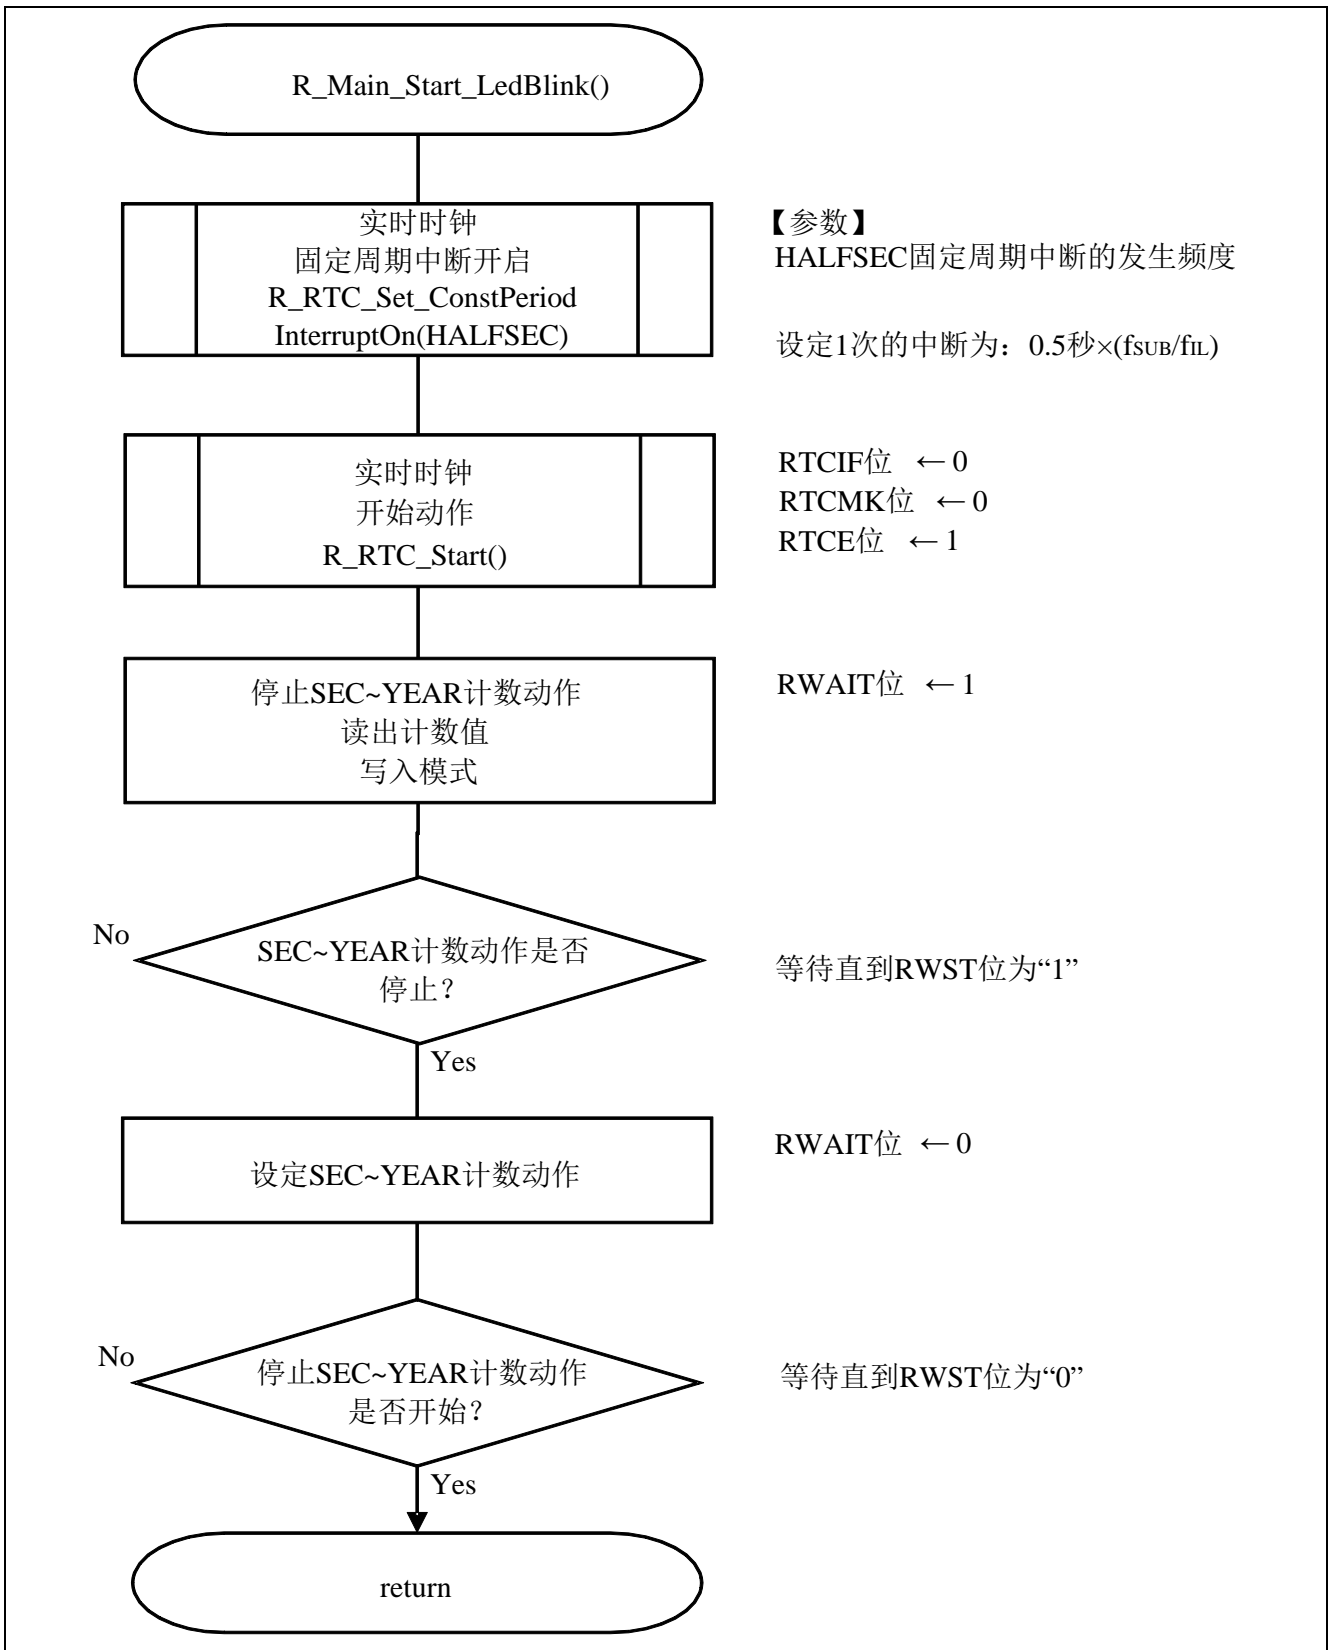 R_Main_Start_LedBlink()
实时时钟
固定周期中断开启
R_RTC_Set_ConstPeriod
InterruptOn(HALFSEC)
【参数】
HALFSEC固定周期中断的发生频度
设定1次的中断为：0.5秒×(fSUB/fIL)
实时时钟
开始动作
R_RTC_Start()
RTCIF位 ←0
RTCMK位 ←0
RTCE位 ←1
停止SEC~YEAR计数动作
读出计数值
写入模式
RWAIT位 ←1
No
SEC~YEAR计数动作是否
停止？
等待直到RWST位为“1”
Yes
设定SEC~YEAR计数动作
RWAIT位 ←0
No
停止SEC~YEAR计数动作
是否开始？
等待直到RWST位为“0”
Yes
return